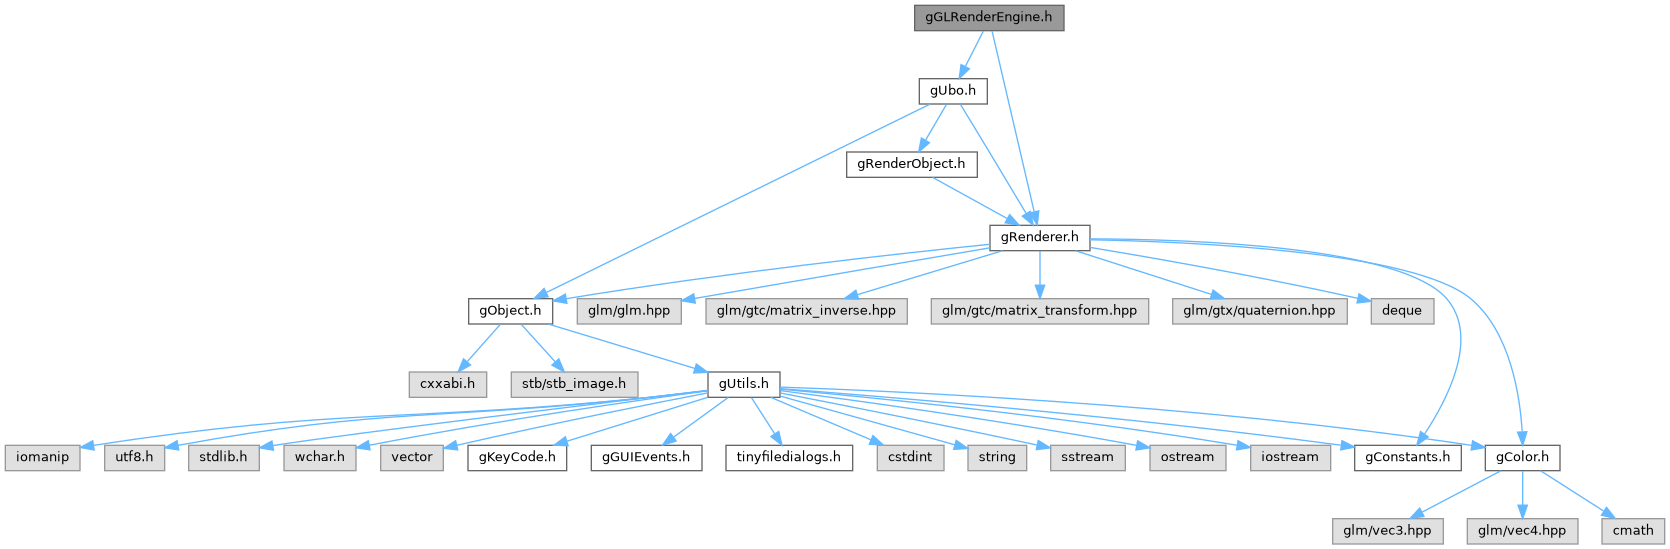 gGLRenderEngine.h
gUbo.h
gRenderObject.h
gRenderer.h
gObject.h
glm/glm.hpp
glm/gtc/matrix_inverse.hpp
glm/gtc/matrix_transform.hpp
glm/gtx/quaternion.hpp
deque
cxxabi.h
stb/stb_image.h
gUtils.h
iomanip
utf8.h
stdlib.h
wchar.h
vector
gKeyCode.h
gGUIEvents.h
tinyfiledialogs.h
cstdint
string
sstream
ostream
iostream
gConstants.h
gColor.h
glm/vec3.hpp
glm/vec4.hpp
cmath